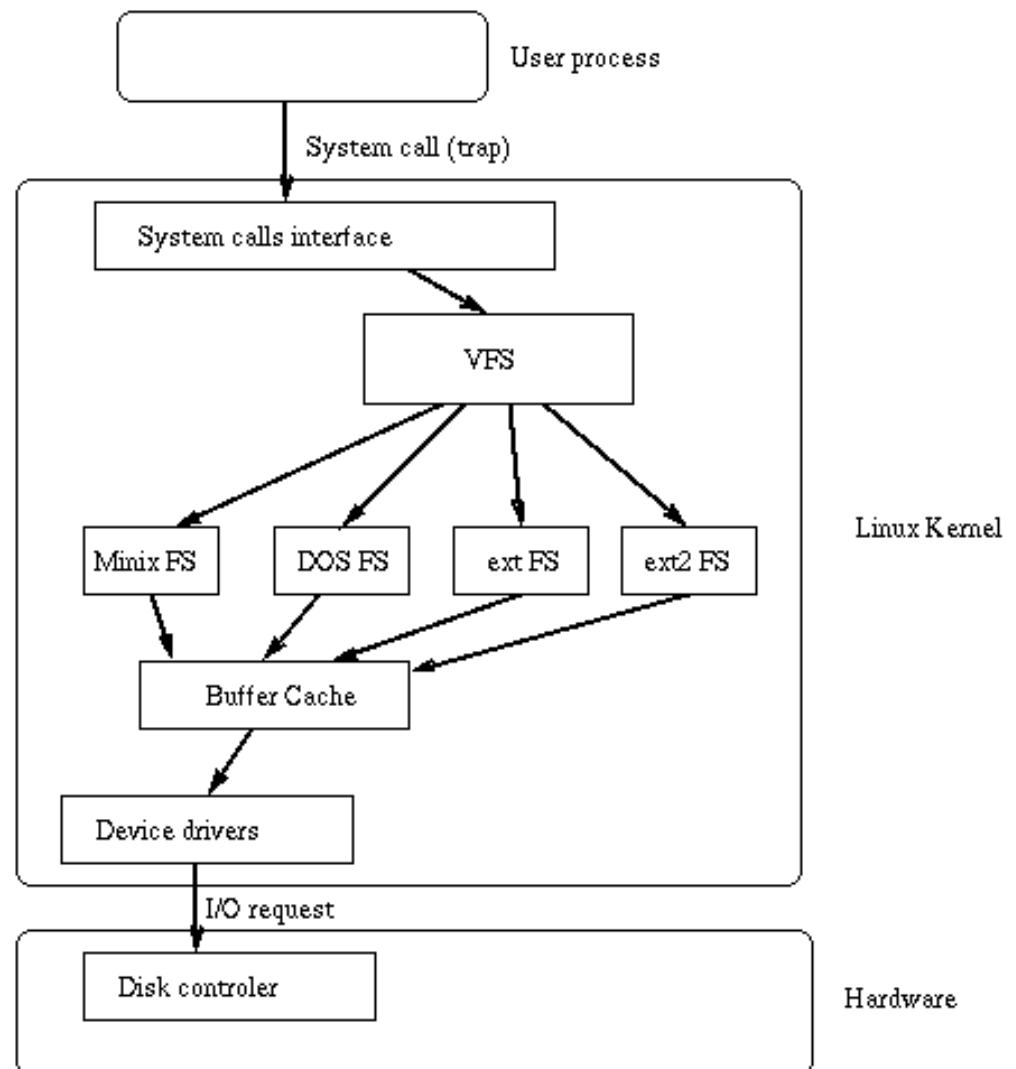 User process
System call (trap)
System calls interface
VFS
Linux Kernel
Minix FS
DOS FS
ext FS
ext2 FS
Buffer Cache
Device drivers
I/O request
Disk controler
Hardware